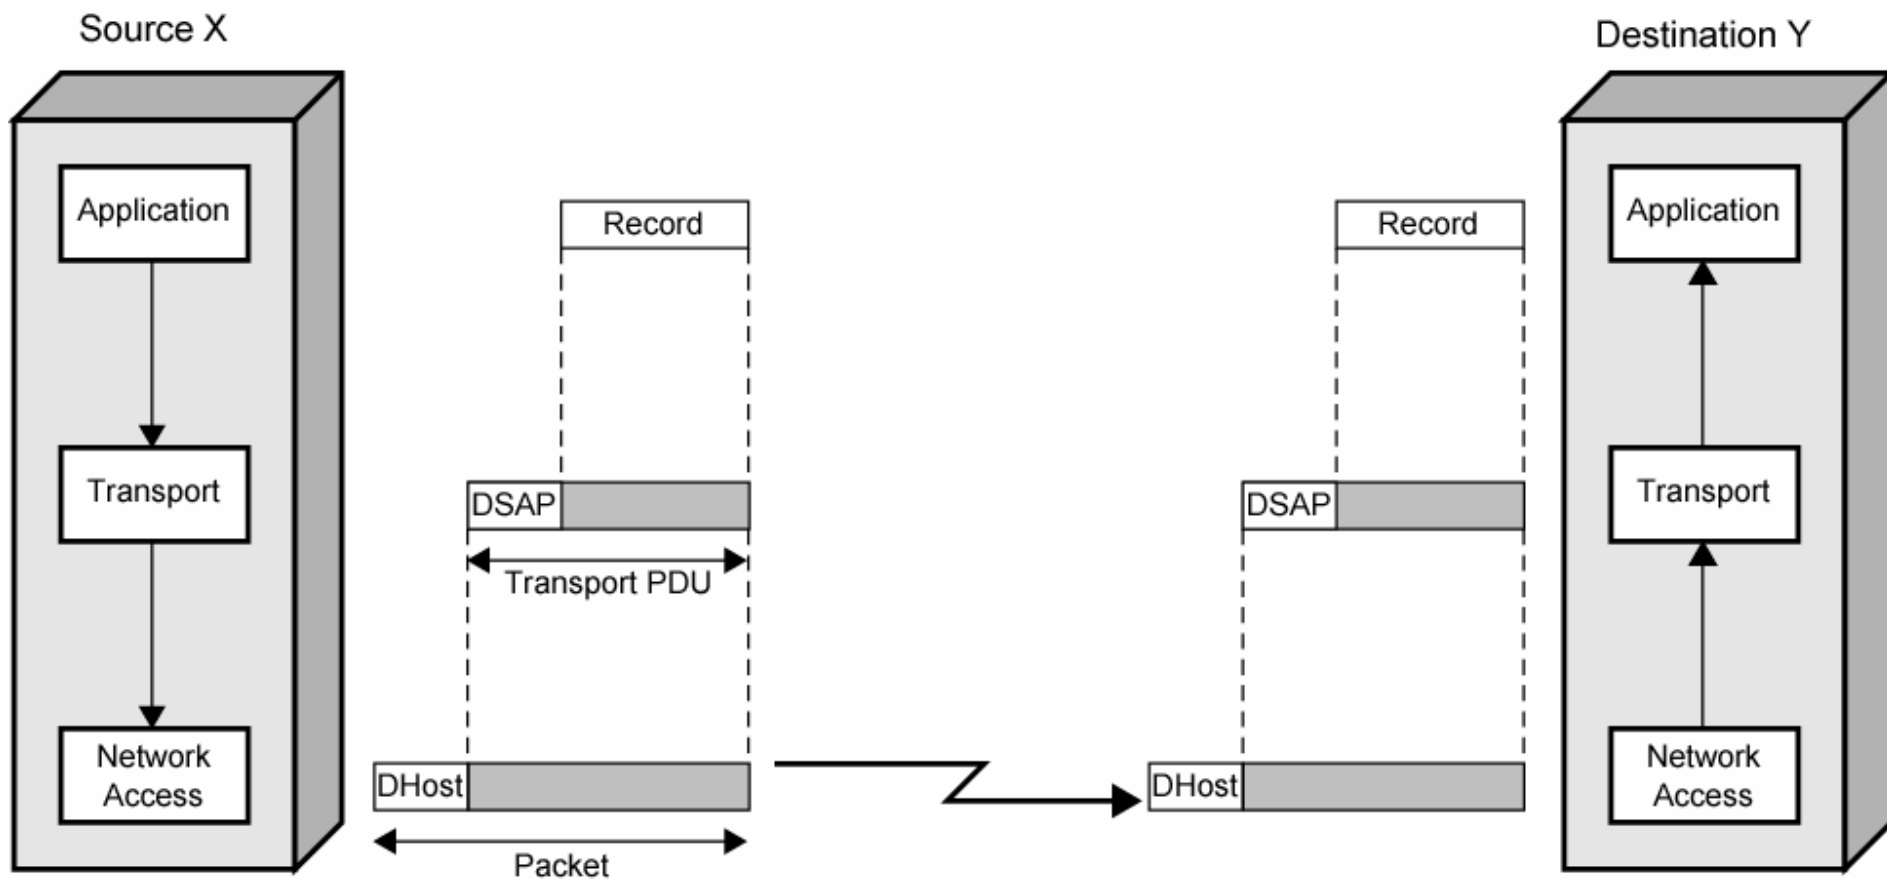 Source X
Destination Y
Application
Record
Record
Application
Transport
DSAP
DSAP
Transport
Transport PDU
Network
Access
DHost
DHost
Network
Access
Packet